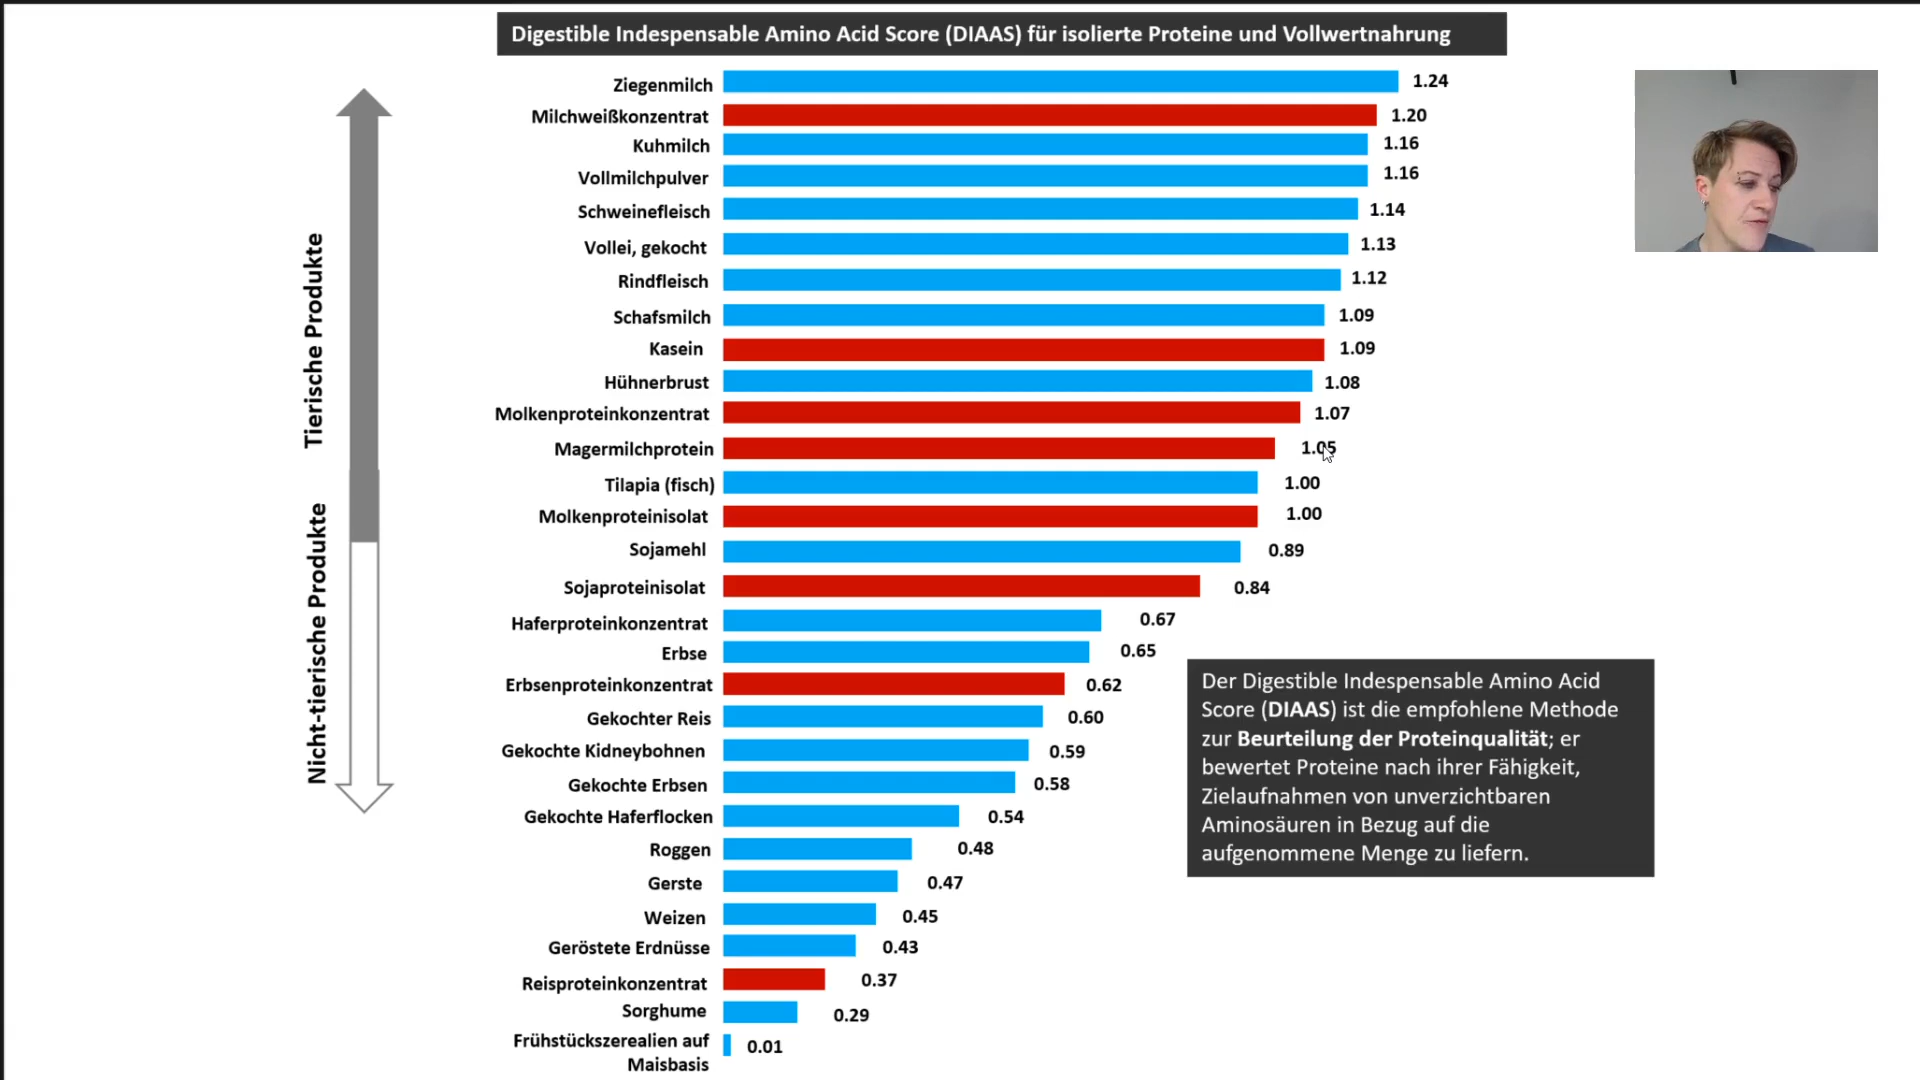 Digestible Indespensable Amino Acid Score (DIAAS) für isolierte Proteine und Vollwertnahrung
Tierische Produkte
Nicht-tierische Produkte
Ziegenmilch 1.24
Milchweißkonzentrat 1.20
Kuhmilch 1.16
Vollmilchpulver 1.16
Schweinefleisch 1.14
Vollei, gekocht 1.13
Rindfleisch 1.12
Schafsmilch 1.09
Kasein 1.09
Hühnerbrust 1.08
Molkenproteinkonzentrat 1.07
Magermilchprotein 1.05
Tilapia (fisch) 1.00
Molkenproteinisolat 1.00
Sojamehl 0.89
Sojaproteinisolat 0.84
Haferproteinkonzentrat 0.67
Erbse 0.65
Erbsenproteinkonzentrat 0.62
Gekochter Reis 0.60
Gekochte Kidneybohnen 0.59
Gekochte Erbsen 0.58
Gekochte Haferflocken 0.54
Roggen 0.48
Gerste 0.47
Weizen 0.45
Geröstete Erdnüsse 0.43
Reisproteinkonzentrat 0.37
Sorghume 0.29
Frühstückszerealien auf
Maisbasis 0.01
Der Digestible Indespensable Amino Acid
Score (DIAAS) ist die empfohlene Methode
zur Beurteilung der Proteinqualität; er
bewertet Proteine nach ihrer Fähigkeit,
Zielaufnahmen von unverzichtbaren
Aminosäuren in Bezug auf die
aufgenommene Menge zu liefern.